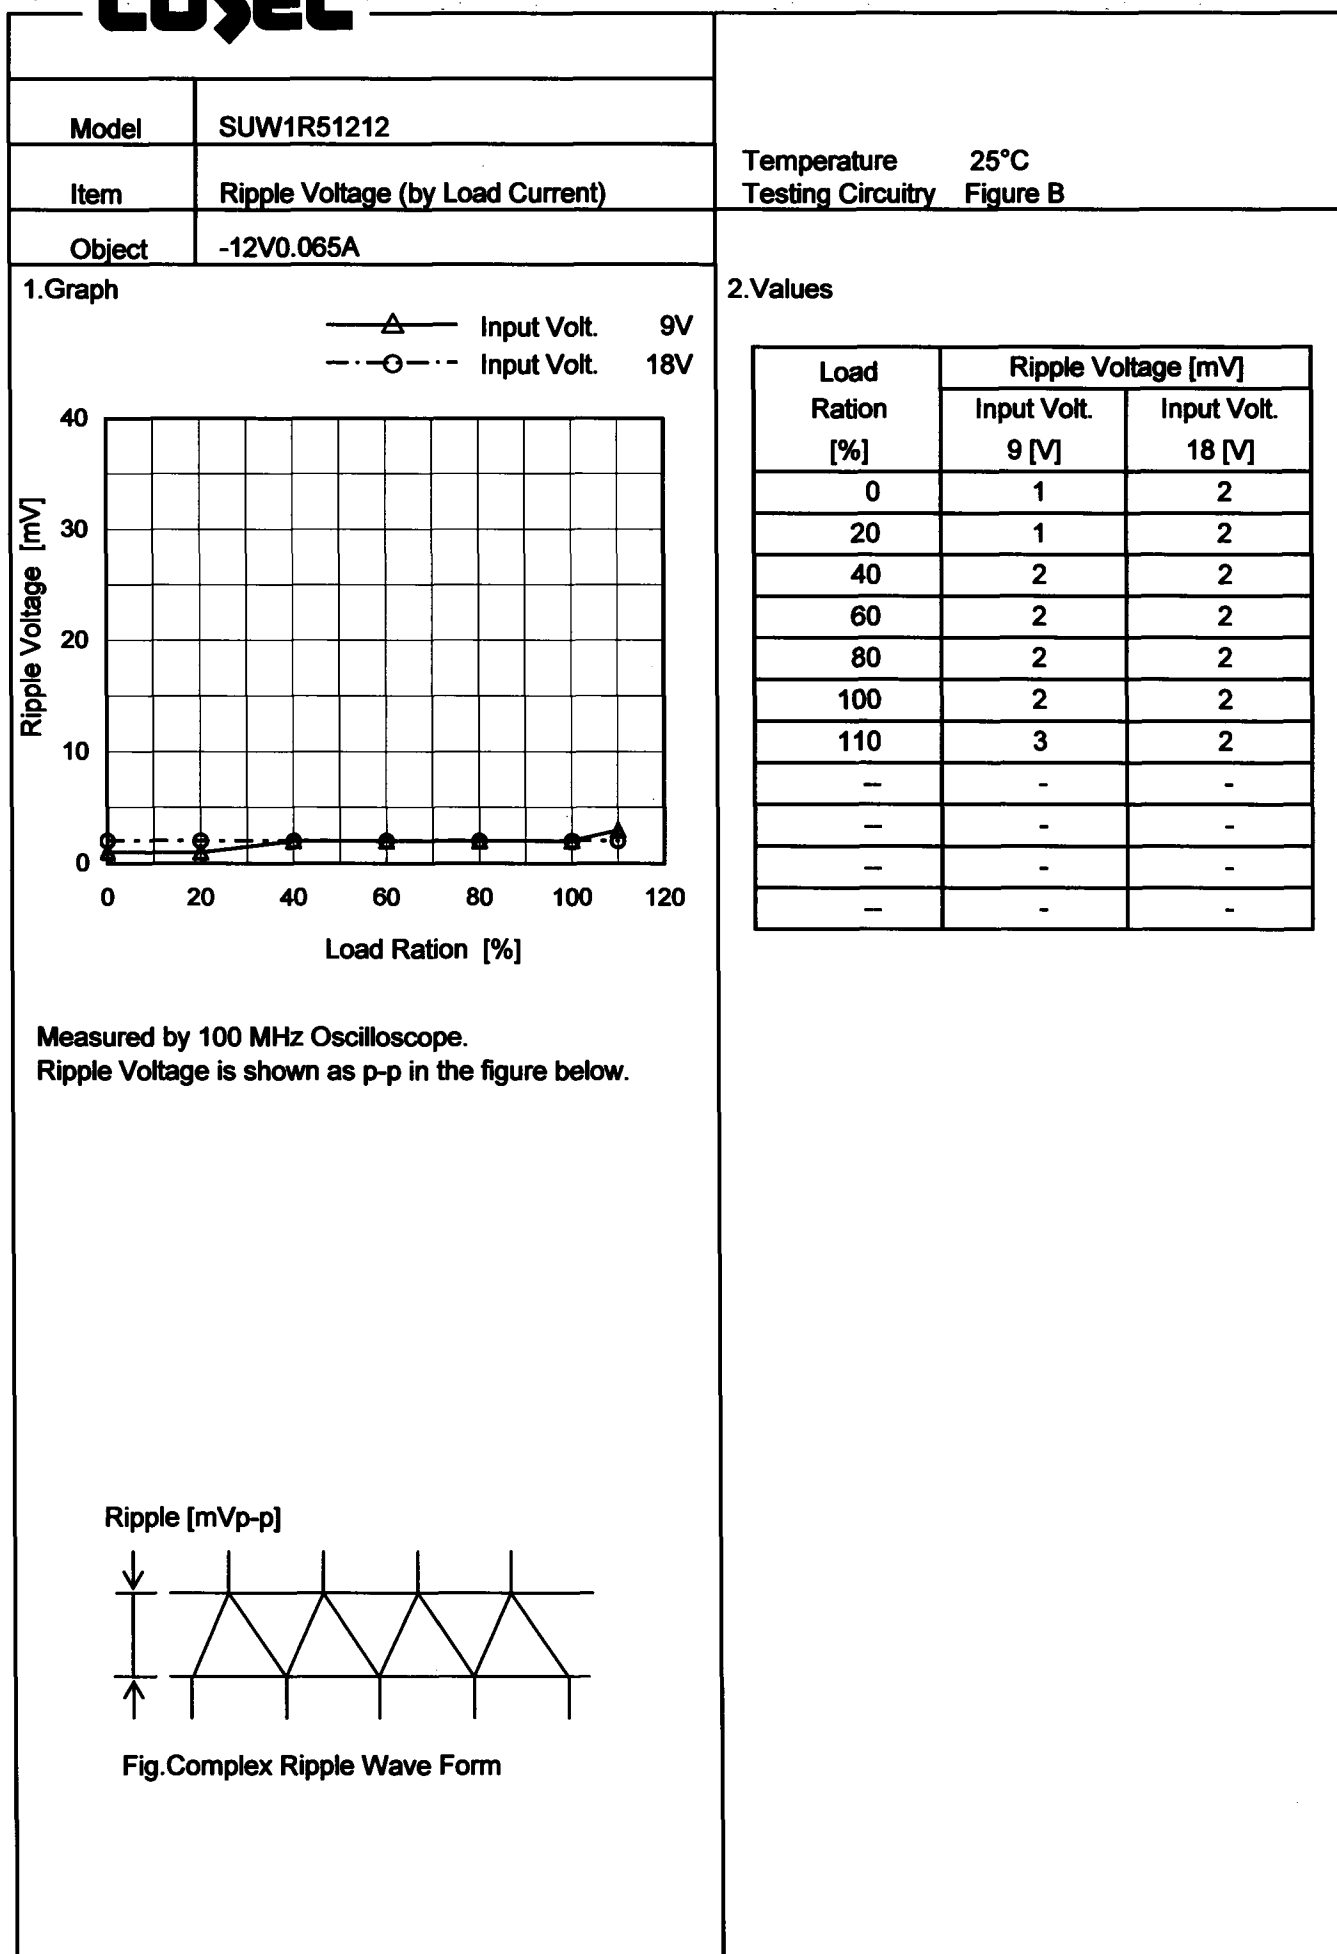 COSEL
Model SUW1R51212
Item Ripple Voltage (by Load Current)
Object -12V0.065A
Temperature 25°C
Testing Circuitry Figure B
1.Graph
Input Volt. 9V
Input Volt. 18V
40
30
20
10
0
Ripple Voltage [mV]
0 20 40 60 80 100 120
Load Ration [%]
Measured by 100 MHz Oscilloscope.
Ripple Voltage is shown as p-p in the figure below.
Ripple [mVp-p]
Fig.Complex Ripple Wave Form
2.Values
Load Ripple Voltage [mV]
Ration Input Volt. Input Volt.
[%] 9 [V] 18 [V]
0 1 2
20 1 2
40 2 2
60 2 2
80 2 2
100 2 2
110 3 2
-- - -
-- - -
-- - -
-- - -